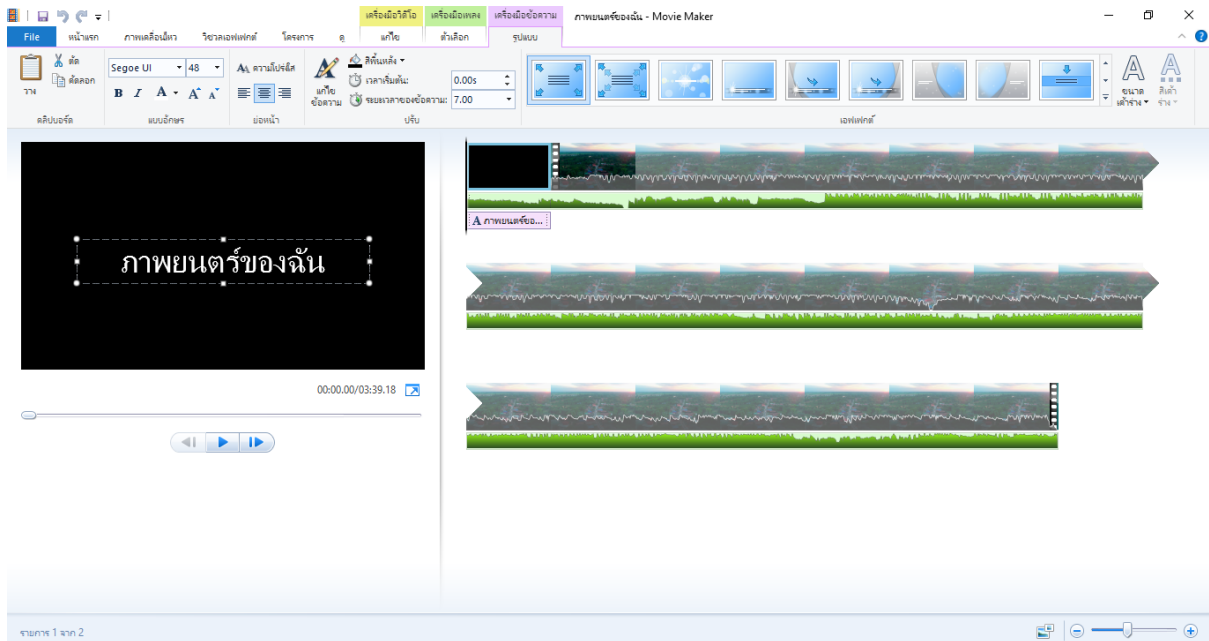 เครื่องมือวิดีโอ เครื่องมือเพลง เครื่องมือข้อความ ภาพยนตร์ของฉัน - Movie Maker
File หน้าแรก ภาพเคลื่อนไหว วิชวลเอฟเฟกต์ โครงการ ดู แก้ไข ตัวเลือก รูปแบบ
วาง
ตัด
คัดลอก
คลิปบอร์ด
Segoe UI 48
B I A A A
แบบอักษร
ความโปร่งใส
ย่อหน้า
แก้ไข
ข้อความ
สีพื้นหลัง
เวลาเริ่มต้น: 0.00s
ระยะเวลาของข้อความ: 7.00
ปรับ
เอฟเฟกต์
ขนาด
เค้าร่าง
สีเค้า
ร่าง
ภาพยนตร์ของฉัน
00:00.00/03:39.18
A ภาพยนตร์ขอ...
รายการ 1 จาก 2